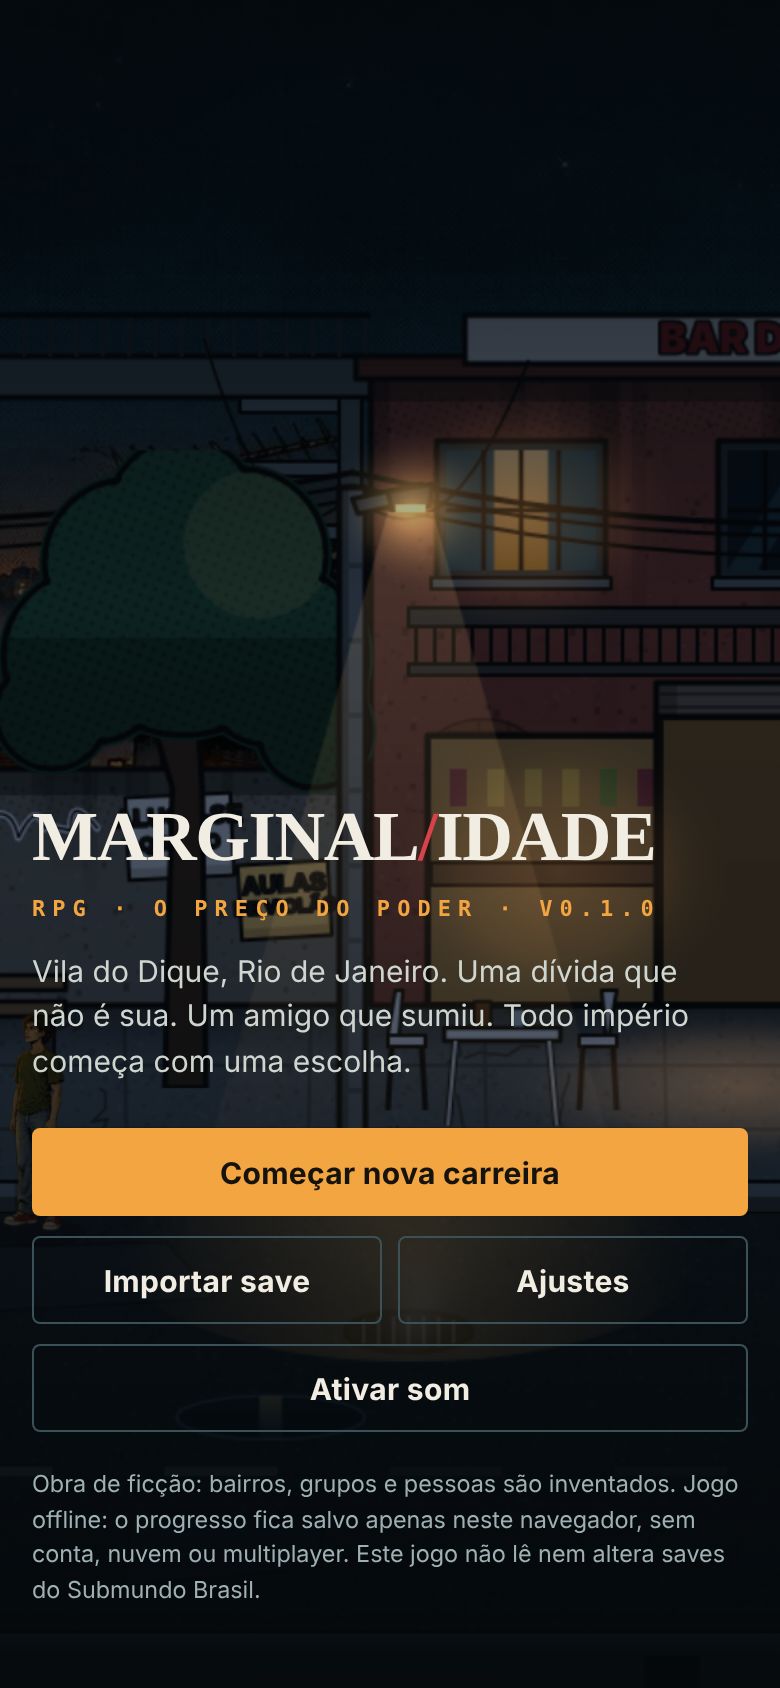 BAR D
MARGINAL/IDADE
AULAS
RPG · O PREÇO DO PODER · V0.1.0
Vila do Dique, Rio de Janeiro. Uma dívida que
não é sua. Um amigo que sumiu. Todo império
começa com uma escolha.
Começar nova carreira
Importar save
Ajustes
Ativar som
Obra de ficção: bairros, grupos e pessoas são inventados. Jogo
offline: o progresso fica salvo apenas neste navegador, sem
conta, nuvem ou multiplayer. Este jogo não lê nem altera saves
do Submundo Brasil.